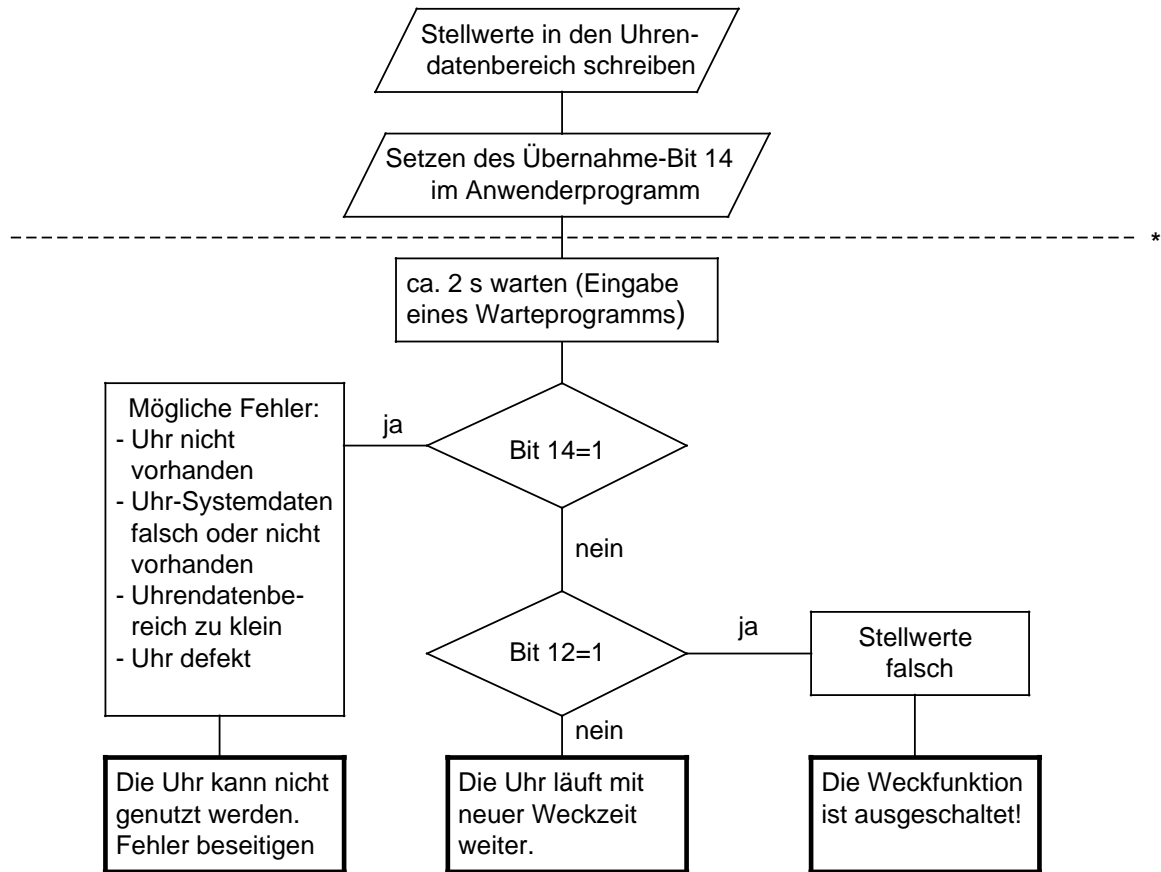 Stellwerte in den Uhren-
datenbereich schreiben
Setzen des Übernahme-Bit 14
im Anwenderprogramm
*
ca. 2 s warten (Eingabe
eines Warteprogramms)
Mögliche Fehler:
- Uhr nicht
vorhanden
- Uhr-Systemdaten
falsch oder nicht
vorhanden
- Uhrendatenbe-
reich zu klein
- Uhr defekt
ja
Bit 14=1
nein
Bit 12=1
ja
Stellwerte
falsch
nein
Die Uhr kann nicht
genutzt werden.
Fehler beseitigen
Die Uhr läuft mit
neuer Weckzeit
weiter.
Die Weckfunktion
ist ausgeschaltet!